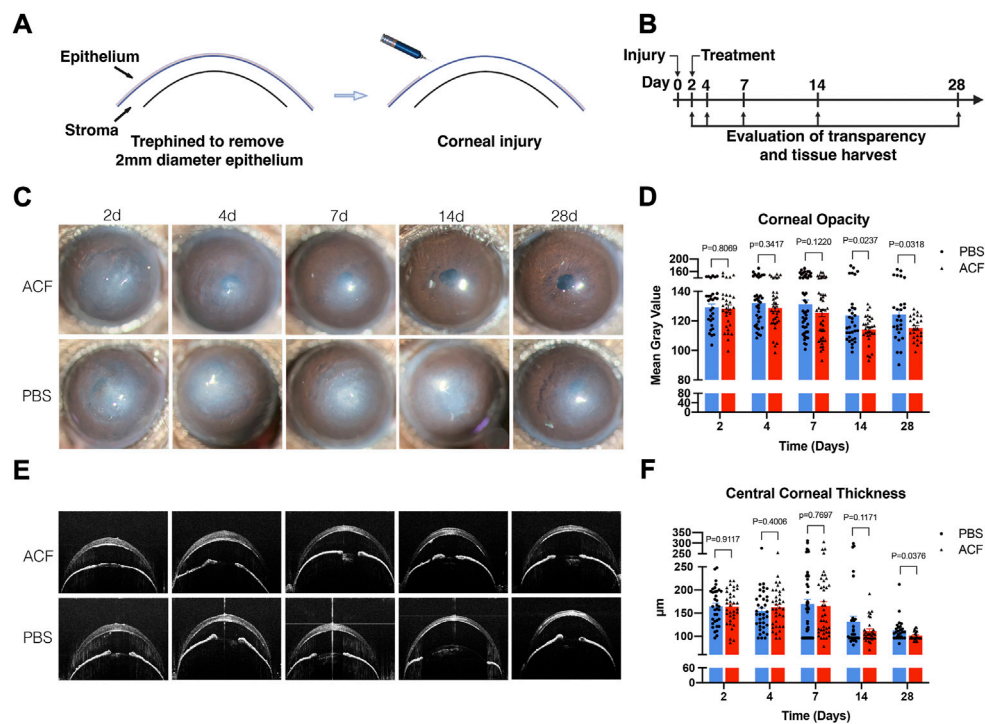 A
Epithelium
Stroma
Trephined to remove
2mm diameter epithelium
Corneal injury
B
Injury
Treatment
Day 0 2 4 7 14 28
Evaluation of transparency
and tissue harvest
C
2d 4d 7d 14d 28d
ACF
PBS
D
Corneal Opacity
P=0.8069
p=0.3417
P=0.1220
P=0.0237
P=0.0318
PBS
ACF
Mean Gray Value
200
160
140
120
100
80
80
40
0
2 4 7 14 28
Time (Days)
E
ACF
PBS
F
Central Corneal Thickness
P=0.9117
P=0.4006
p=0.7697
P=0.1171
P=0.0376
PBS
ACF
µm
350
300
250
200
150
100
60
0
2 4 7 14 28
Time (Days)